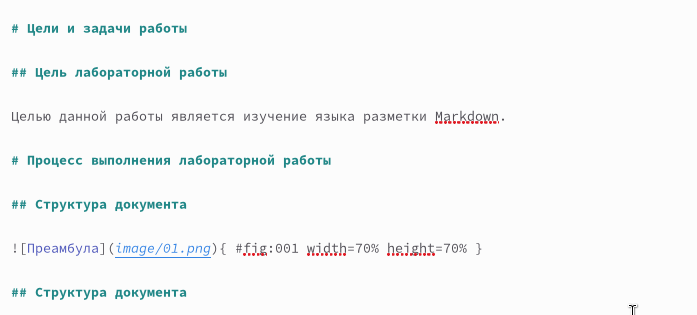 # Цели и задачи работы
## Цель лабораторной работы
Целью данной работы является изучение языка разметки Markdown.
# Процесс выполнения лабораторной работы
## Структура документа
![Преамбула](image/01.png){ #fig:001 width=70% height=70% }
## Структура документа